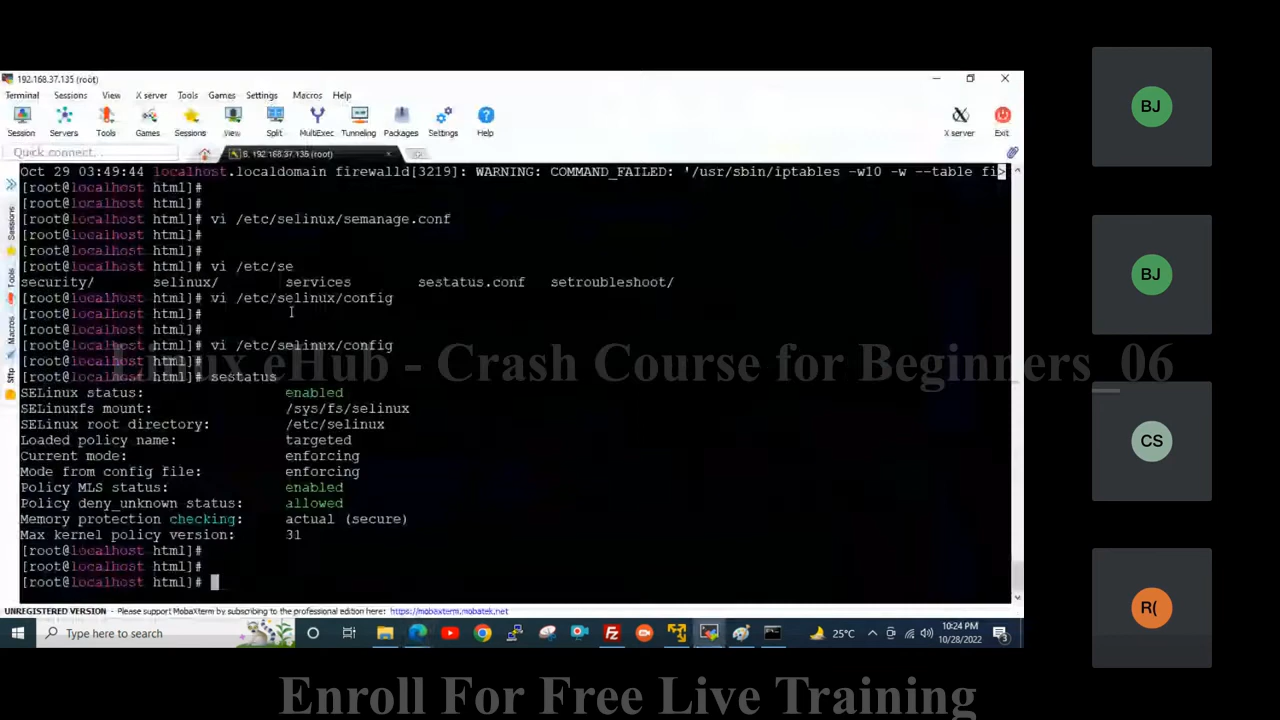 192.168.37.135 (root)
Terminal Sessions View X server Tools Games Settings Macros Help
Session Servers Tools Games Sessions View Split MultiExec Tunneling Packages Settings Help X server Exit
Quick connect... 6. 192.168.37.135 (root)
Oct 29 03:49:44 localhost.localdomain firewalld[3219]: WARNING: COMMAND_FAILED: '/usr/sbin/iptables -w10 -w --table fi>
[root@localhost html]#
[root@localhost html]#
[root@localhost html]# vi /etc/selinux/semanage.conf
[root@localhost html]#
[root@localhost html]#
[root@localhost html]# vi /etc/se
security/ selinux/ services sestatus.conf setroubleshoot/
[root@localhost html]# vi /etc/selinux/config
[root@localhost html]#
[root@localhost html]#
[root@localhost html]# vi /etc/selinux/config
[root@localhost html]#
[root@localhost html]# sestatus
SELinux status: enabled
SELinuxfs mount: /sys/fs/selinux
SELinux root directory: /etc/selinux
Loaded policy name: targeted
Current mode: enforcing
Mode from config file: enforcing
Policy MLS status: enabled
Policy deny_unknown status: allowed
Memory protection checking: actual (secure)
Max kernel policy version: 31
[root@localhost html]#
[root@localhost html]#
[root@localhost html]#
Sessions
Tools
Macros
Sftp
Linux eHub - Crash Course for Beginners_06
UNREGISTERED VERSION - Please support MobaXterm by subscribing to the professional edition here: https://mobaxterm.mobatek.net
Type here to search
25°C
10:24 PM
10/28/2022
3
BJ
BJ
CS
R(
Enroll For Free Live Training